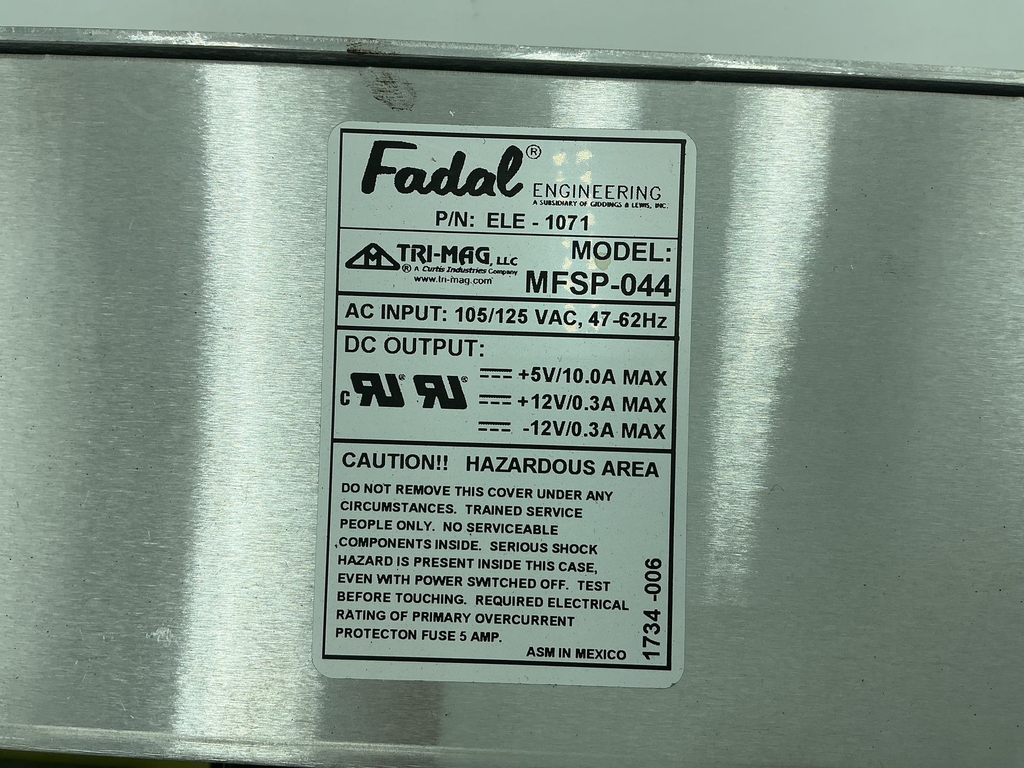 Fadal®
ENGINEERING
A SUBSIDIARY OF GIDDINGS & LEWIS, INC.
P/N: ELE - 1071
TRI-MAG, LLC
® A Curtis Industries Company
www.tri-mag.com
MODEL:
MFSP-044
AC INPUT: 105/125 VAC, 47-62Hz
DC OUTPUT:
+5V/10.0A MAX
+12V/0.3A MAX
-12V/0.3A MAX
c RU® RU®
CAUTION!! HAZARDOUS AREA
DO NOT REMOVE THIS COVER UNDER ANY
CIRCUMSTANCES. TRAINED SERVICE
PEOPLE ONLY. NO SERVICEABLE
COMPONENTS INSIDE. SERIOUS SHOCK
HAZARD IS PRESENT INSIDE THIS CASE,
EVEN WITH POWER SWITCHED OFF. TEST
BEFORE TOUCHING. REQUIRED ELECTRICAL
RATING OF PRIMARY OVERCURRENT
PROTECTON FUSE 5 AMP.
ASM IN MEXICO
1734 -006